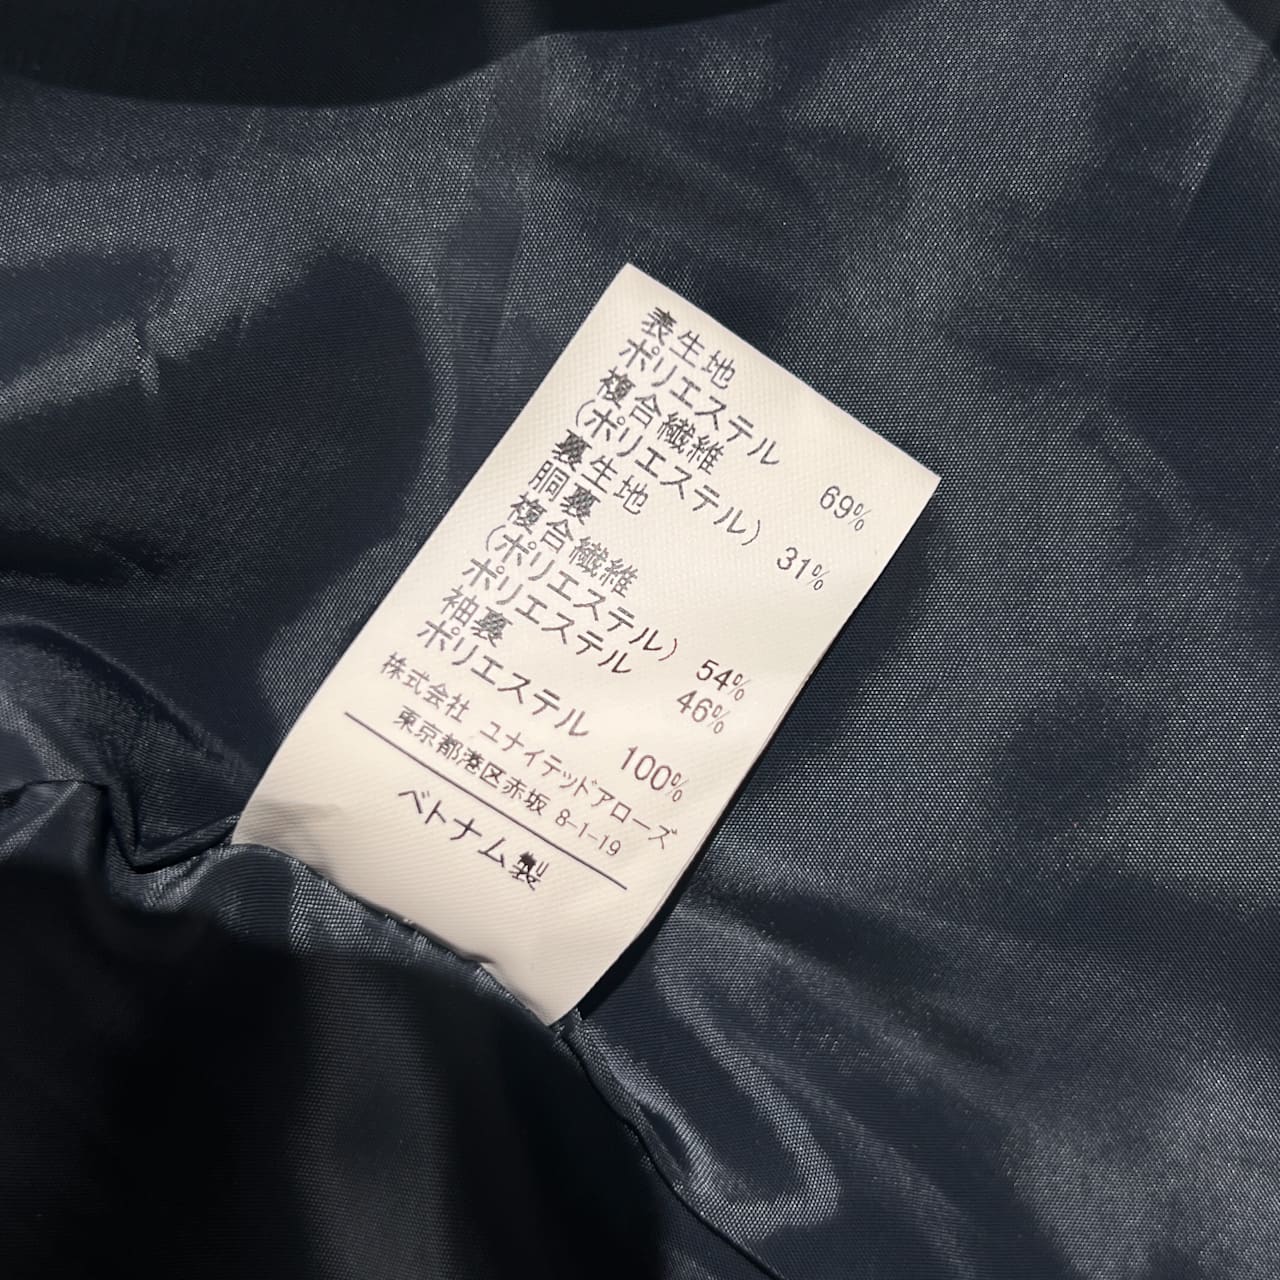 表生地
ポリエステル 69%
複合繊維
(ポリエステル) 31%
裏生地
胴裏
複合繊維
(ポリエステル) 54%
ポリエステル 46%
袖裏
ポリエステル 100%
株式会社 ユナイテッドアローズ
東京都港区赤坂 8-1-19
ベトナム製